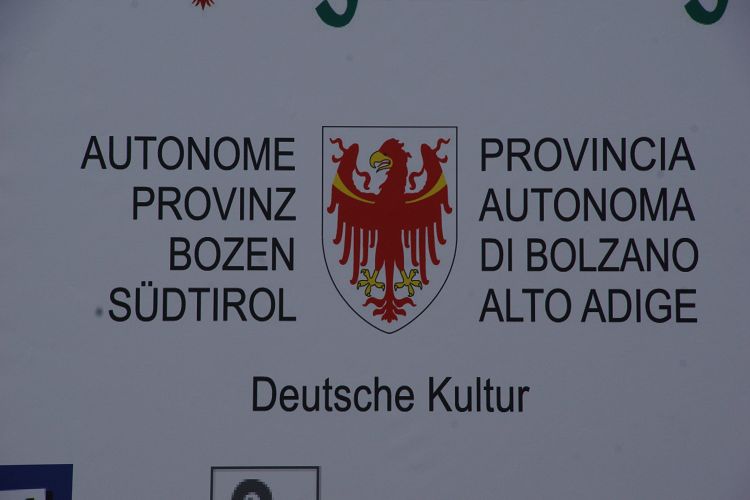 AUTONOME
PROVINZ
BOZEN
SÜDTIROL
PROVINCIA
AUTONOMA
DI BOLZANO
ALTO ADIGE
Deutsche Kultur